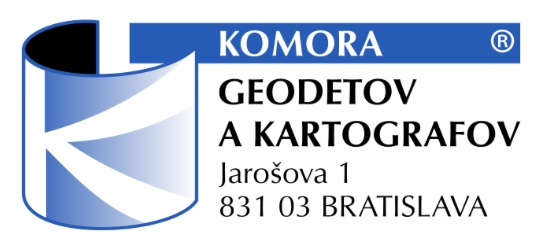 KOMORA ®
GEODETOV
A KARTOGRAFOV
Jarošova 1
831 03 BRATISLAVA